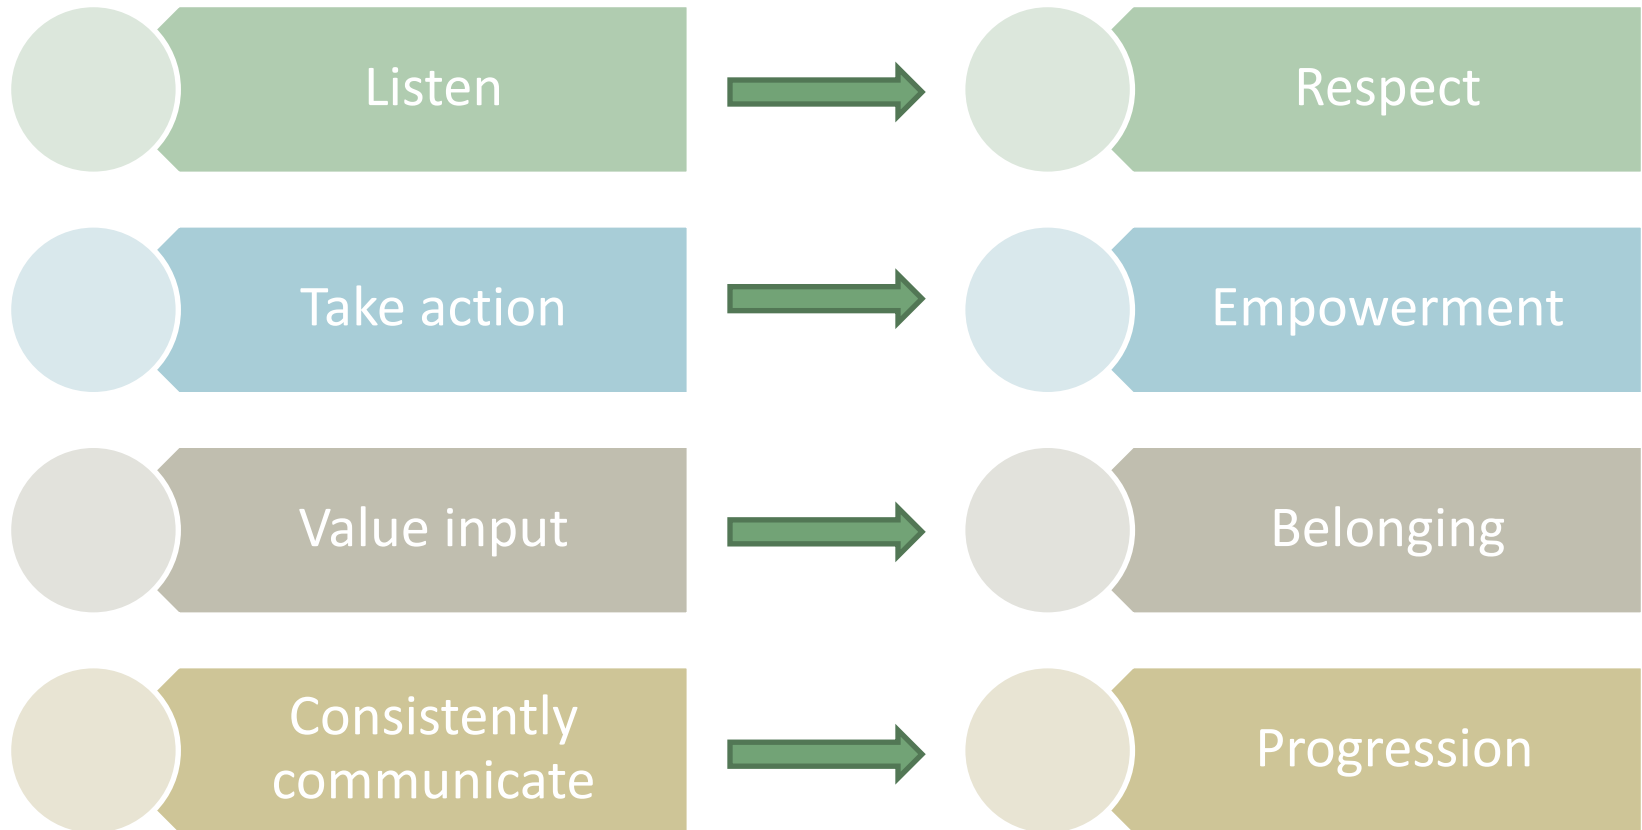 Listen
Respect
Take action
Empowerment
Value input
Belonging
Consistently
communicate
Progression